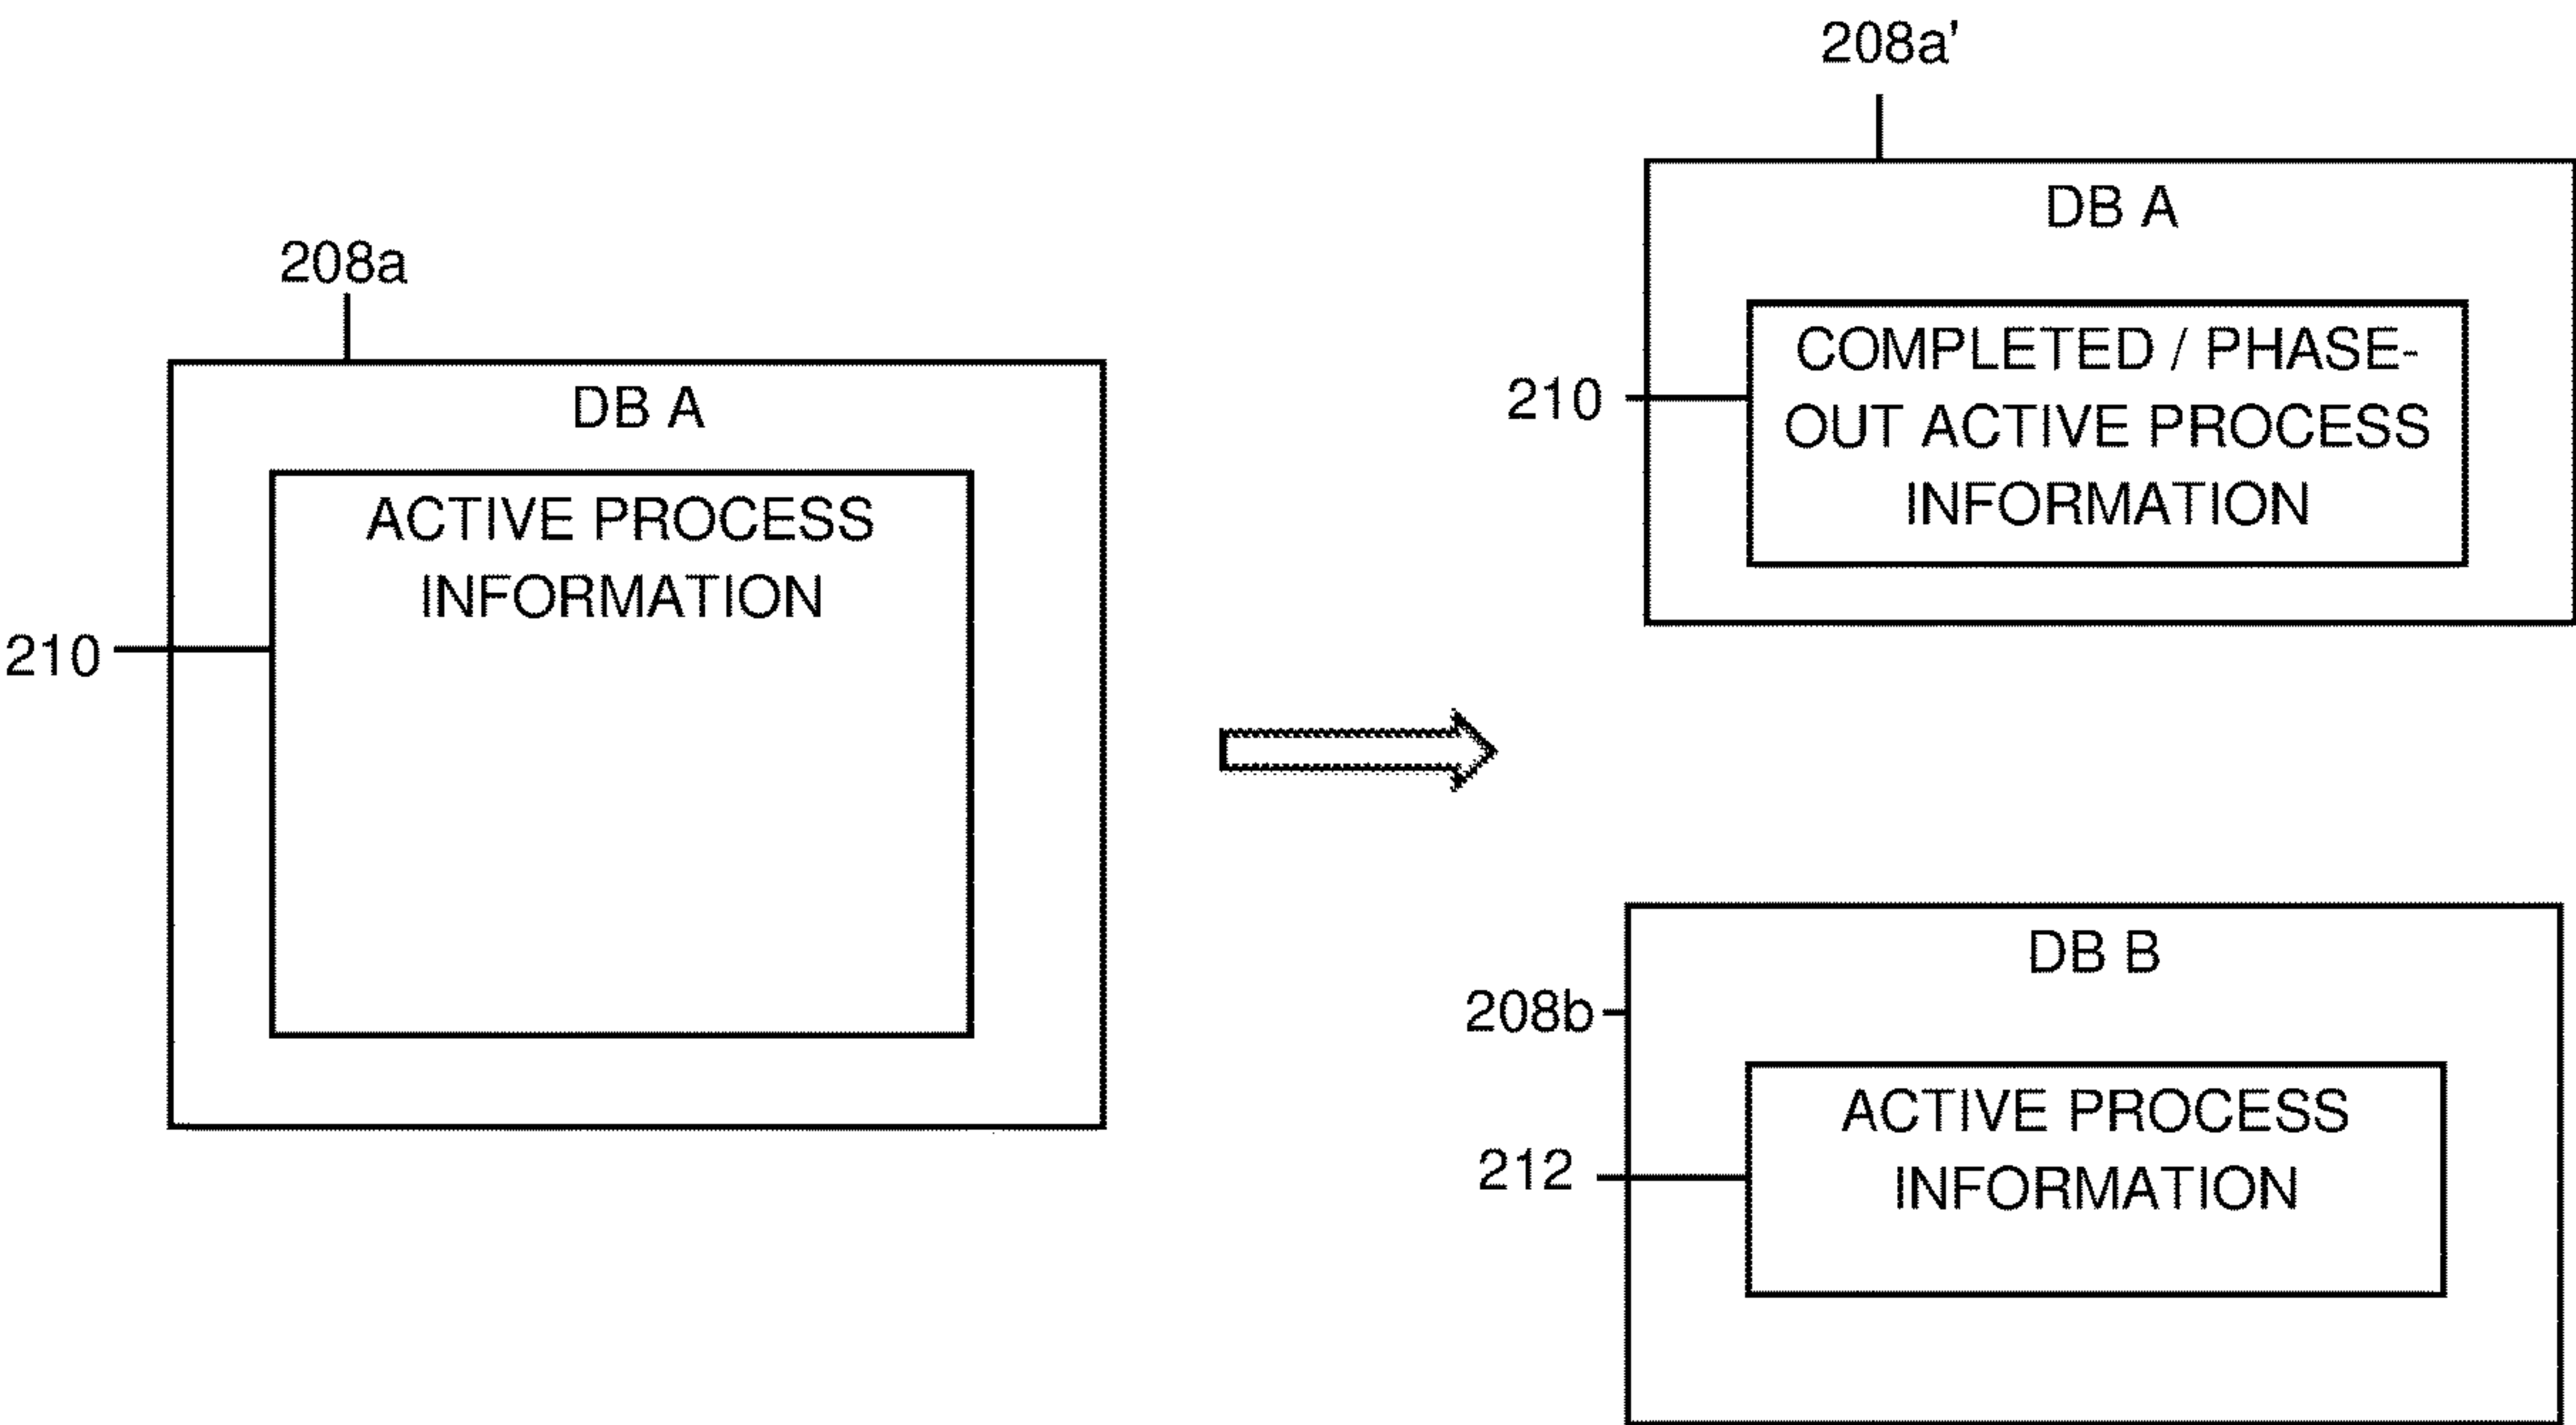 208a
DB A
ACTIVE PROCESS
INFORMATION
210
208a'
DB A
COMPLETED / PHASE-
OUT ACTIVE PROCESS
INFORMATION
210
DB B
208b
ACTIVE PROCESS
INFORMATION
212